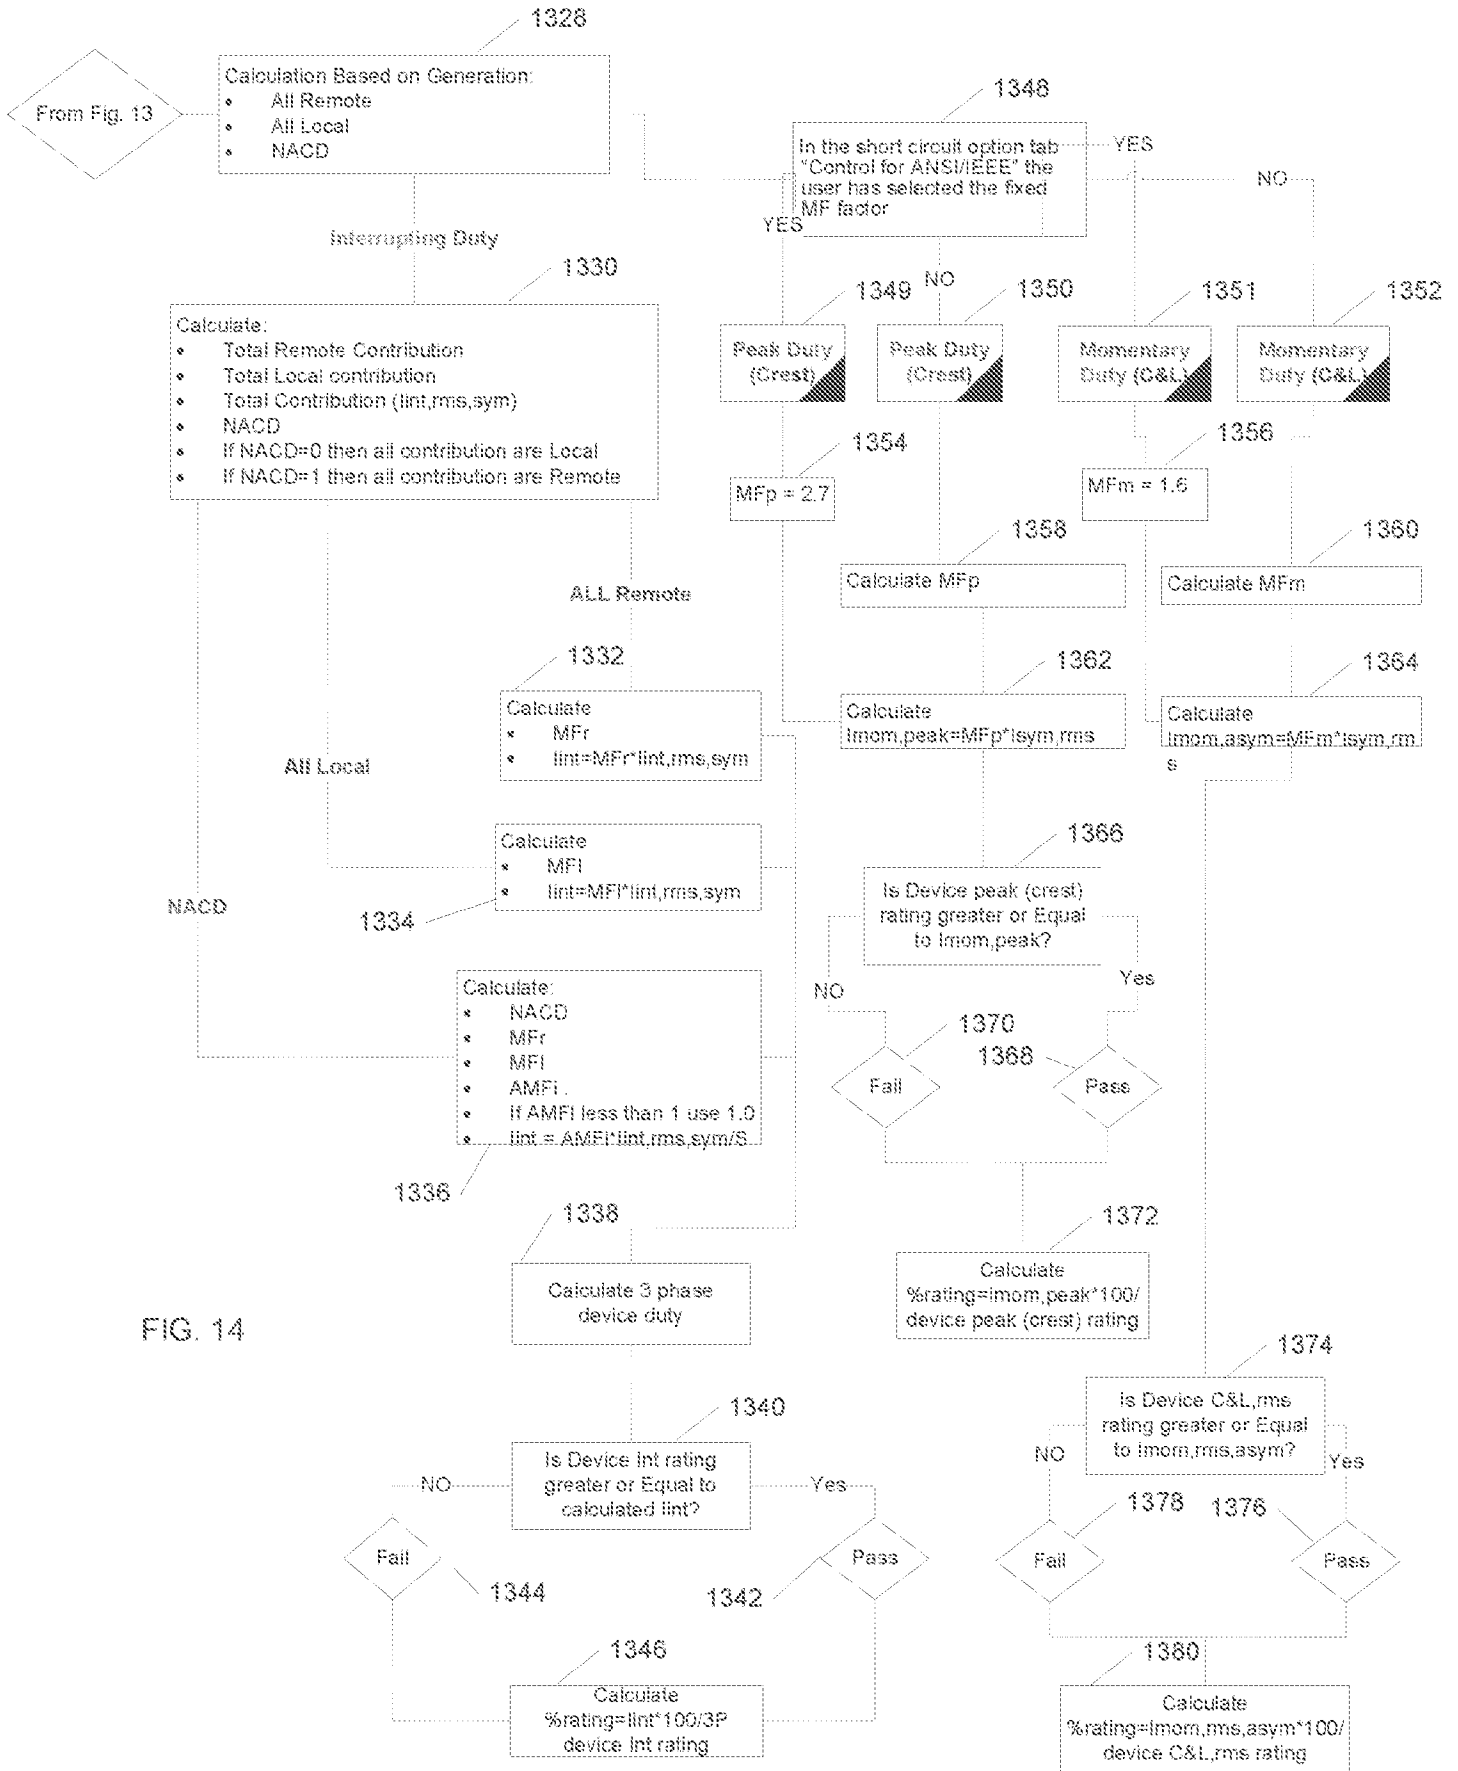 1328
From Fig. 13
Calculation Based on Generation:
• All Remote
• All Local
• NACD
1348
In the short circuit option tab
"Control for ANSI/IEEE" the
user has selected the fixed
MF factor
YES
NO
YES
Interrupting Duty
1330
Calculate:
• Total Remote Contribution
• Total Local contribution
• Total Contribution (Iint,rms,sym)
• NACD
• If NACD=0 then all contribution are Local
• If NACD=1 then all contribution are Remote
1349
NO
1350
1351
1352
Peak Duty
(Crest)
Peak Duty
(Crest)
Momentary
Duty (C&L)
Momentary
Duty (C&L)
1354
1356
MFp = 2.7
MFm = 1.6
1358
1360
Calculate MFp
Calculate MFm
ALL Remote
1332
Calculate
• MFr
• Iint=MFr*Iint,rms,sym
1362
Calculate
Imom,peak=MFp*Isym,rms
1364
Calculate
Imom,asym=MFm*Isym,rm
s
All Local
Calculate
• MFl
• Iint=MFl*Iint,rms,sym
1334
1366
Is Device peak (crest)
rating greater or Equal
to Imom,peak?
NACD
NO
Yes
Calculate:
• NACD
• MFr
• MFl
• AMFi .
• If AMFI less than 1 use 1.0
• Iint = AMFi*Iint,rms,sym/S
1336
1370
1368
Fail
Pass
1338
Calculate 3 phase
device duty
1372
Calculate
%rating=Imom,peak*100/
device peak (crest) rating
FIG. 14
1340
Is Device Int rating
greater or Equal to
calculated Iint?
NO
Yes
1374
Is Device C&L,rms
rating greater or Equal
to Imom,rms,asym?
NO
Yes
1378
1376
Fail
Pass
Fail
Pass
1344
1342
1346
Calculate
%rating=Iint*100/3P
device Int rating
1380
Calculate
%rating=Imom,rms,asym*100/
device C&L,rms rating